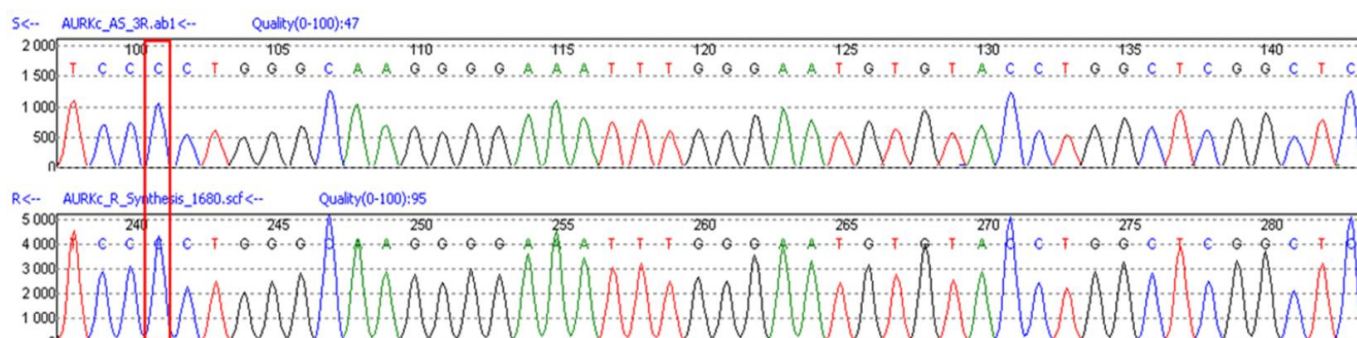 S<-- AURKc_AS_3R.ab1<-- Quality(0-100):47
2 000 100 105 110 115 120 125 130 135 140
1 500 T C C C C T G G G C A A G G G G A A A T T T G G G A A T G T G T A C C T G G C T C G G C T C
1 000
500
0
R<-- AURKc_R_Synthesis_1680.scf<-- Quality(0-100):95
5 000 240 245 250 255 260 265 270 275 280
4 000 T C C C C T G G G C A A G G G G A A A T T T G G G A A T G T G T A C C T G G C T C G G C T C
3 000
2 000
1 000